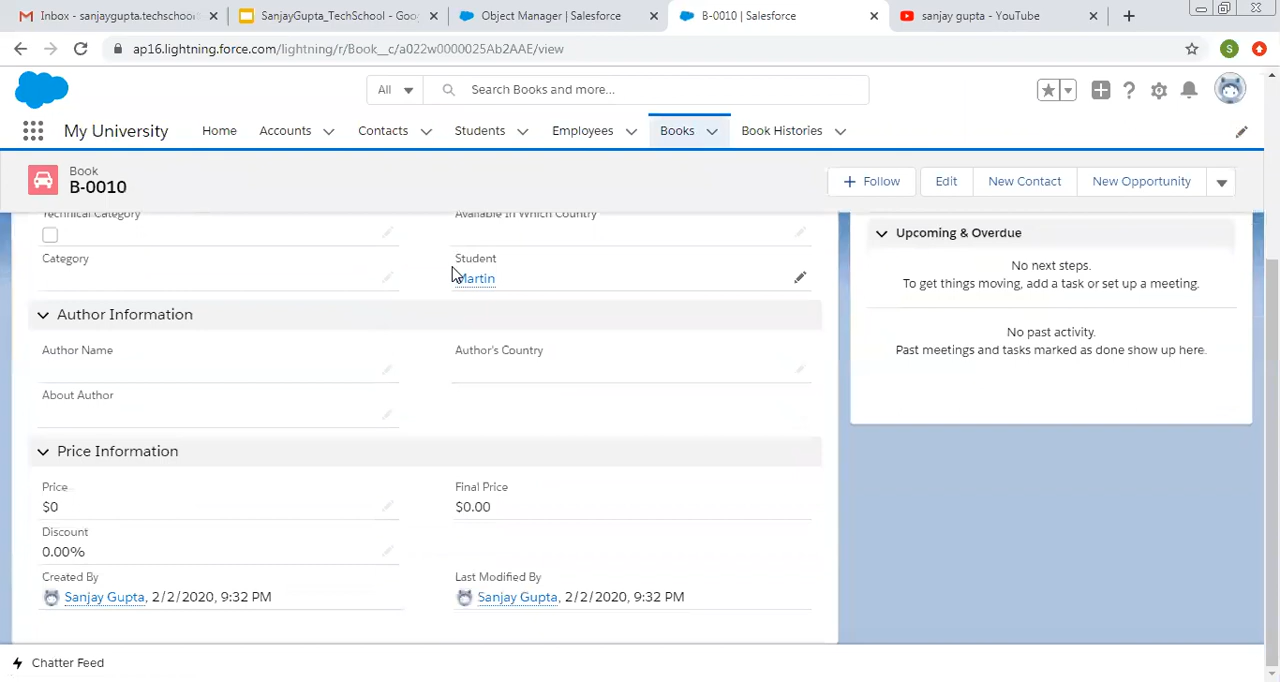 Inbox - sanjaygupta.techschool
SanjayGupta_TechSchool - Goo
Object Manager | Salesforce
B-0010 | Salesforce
sanjay gupta - YouTube
ap16.lightning.force.com/lightning/r/Book__c/a022w0000025Ab2AAE/view
S
All
Search Books and more...
My University
Home
Accounts
Contacts
Students
Employees
Books
Book Histories
Book
B-0010
Follow
Edit
New Contact
New Opportunity
Technical Category
Available In Which Country
Category
Student
Martin
Author Information
Author Name
Author's Country
About Author
Price Information
Price
$0
Final Price
$0.00
Discount
0.00%
Created By
Sanjay Gupta, 2/2/2020, 9:32 PM
Last Modified By
Sanjay Gupta, 2/2/2020, 9:32 PM
Upcoming & Overdue
No next steps.
To get things moving, add a task or set up a meeting.
No past activity.
Past meetings and tasks marked as done show up here.
Chatter Feed